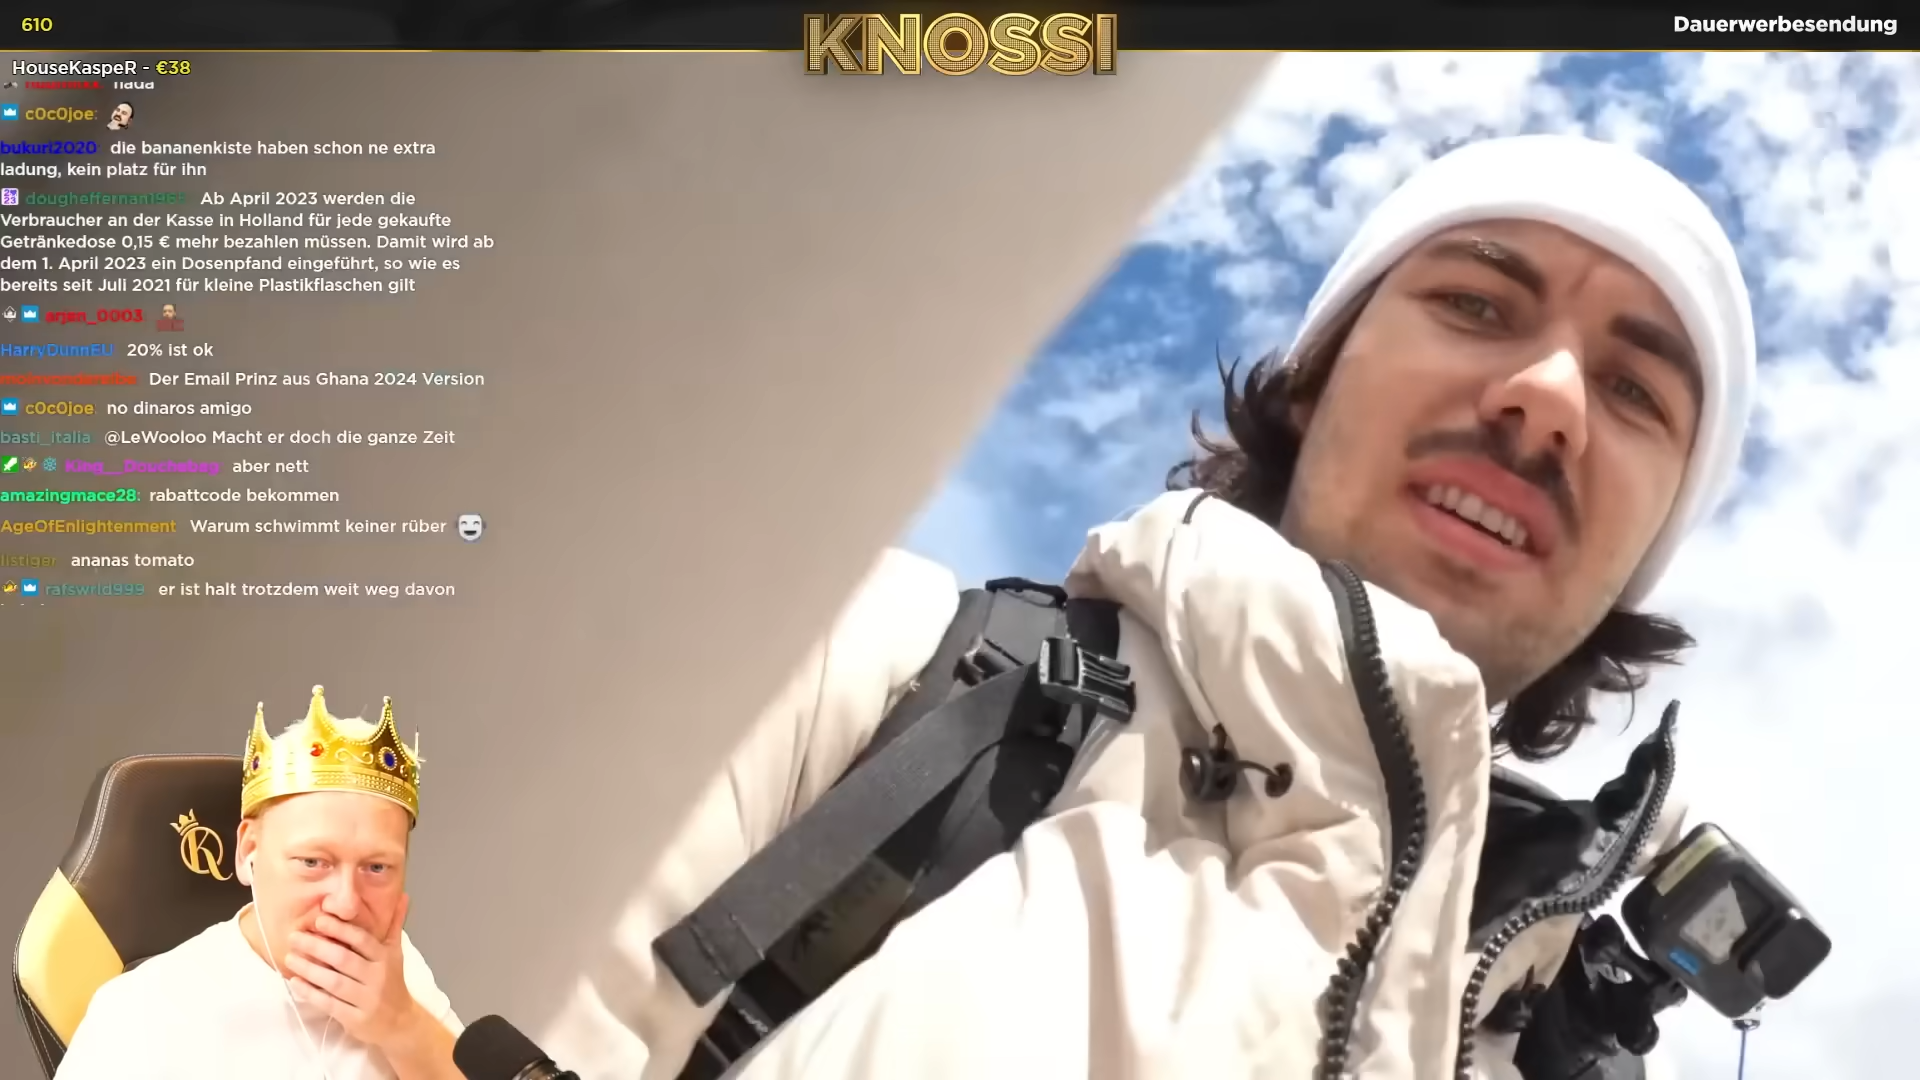 610
KNOSSI
Dauerwerbesendung
HouseKaspeR - €38
nada
c0c0joe:
bukuri2020 die bananenkiste haben schon ne extra
ladung, kein platz für ihn
Ab April 2023 werden die
Verbraucher an der Kasse in Holland für jede gekaufte
Getränkedose 0,15 € mehr bezahlen müssen. Damit wird ab
dem 1. April 2023 ein Dosenpfand eingeführt, so wie es
bereits seit Juli 2021 für kleine Plastikflaschen gilt
arjen_0003
HarryDunnEU 20% ist ok
Der Email Prinz aus Ghana 2024 Version
c0c0joe: no dinaros amigo
basti_italia @LeWooloo Macht er doch die ganze Zeit
King__Douchebag aber nett
amazingmace28: rabattcode bekommen
AgeOfEnlightenment Warum schwimmt keiner rüber
listiger ananas tomato
rafswrld999 er ist halt trotzdem weit weg davon